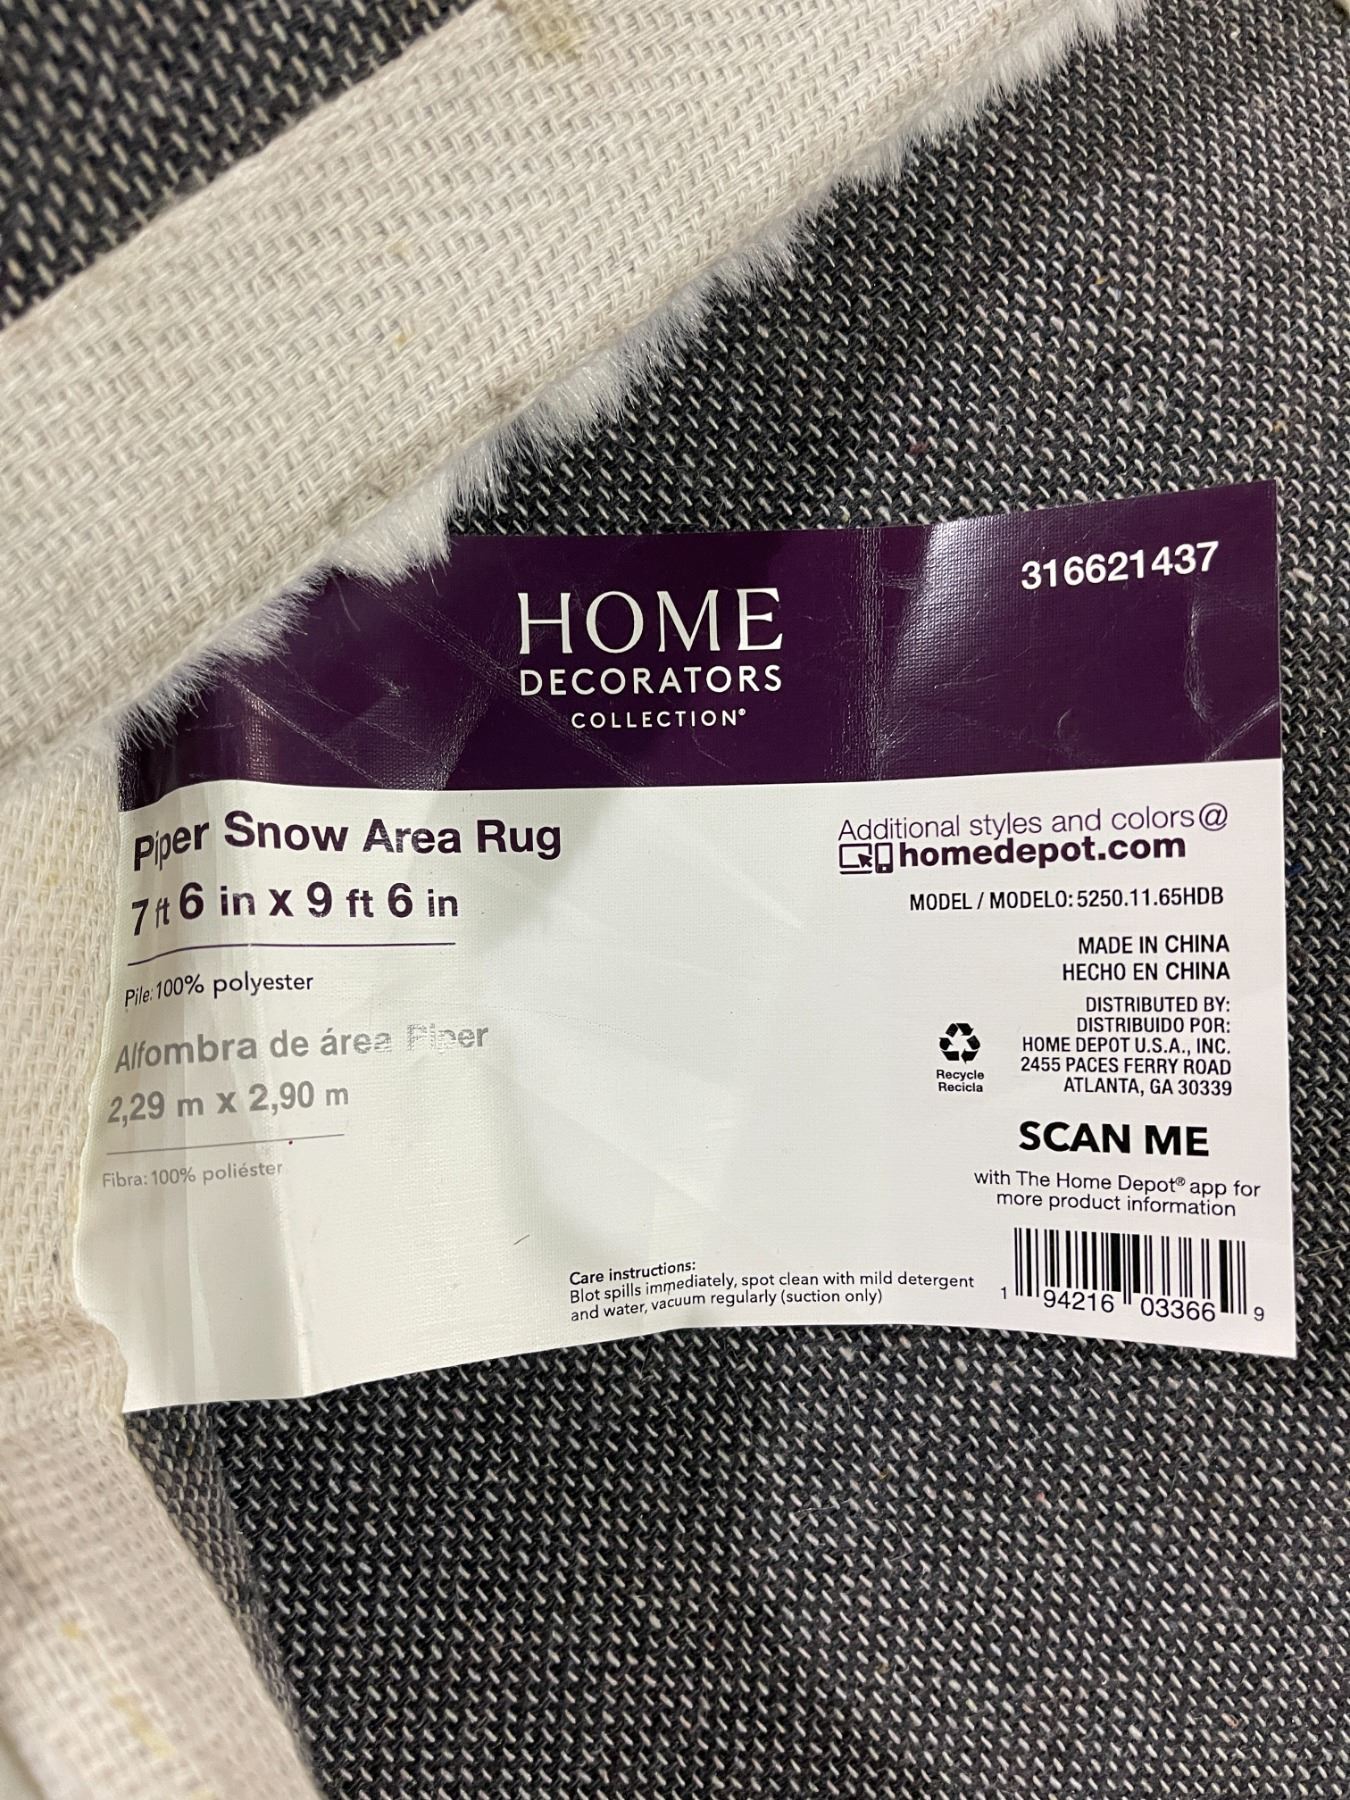 316621437
HOME
DECORATORS
COLLECTION®
Piper Snow Area Rug
7 ft 6 in x 9 ft 6 in
Pile: 100% polyester
Alfombra de área Piper
2,29 m x 2,90 m
Fibra: 100% poliéster
Additional styles and colors@
homedepot.com
MODEL / MODELO: 5250.11.65HDB
MADE IN CHINA
HECHO EN CHINA
DISTRIBUTED BY:
DISTRIBUIDO POR:
HOME DEPOT U.S.A., INC.
2455 PACES FERRY ROAD
ATLANTA, GA 30339
Recycle
Recicla
SCAN ME
with The Home Depot® app for
more product information
Care instructions:
Blot spills immediately, spot clean with mild detergent
and water, vacuum regularly (suction only)
1 94216 03366 9